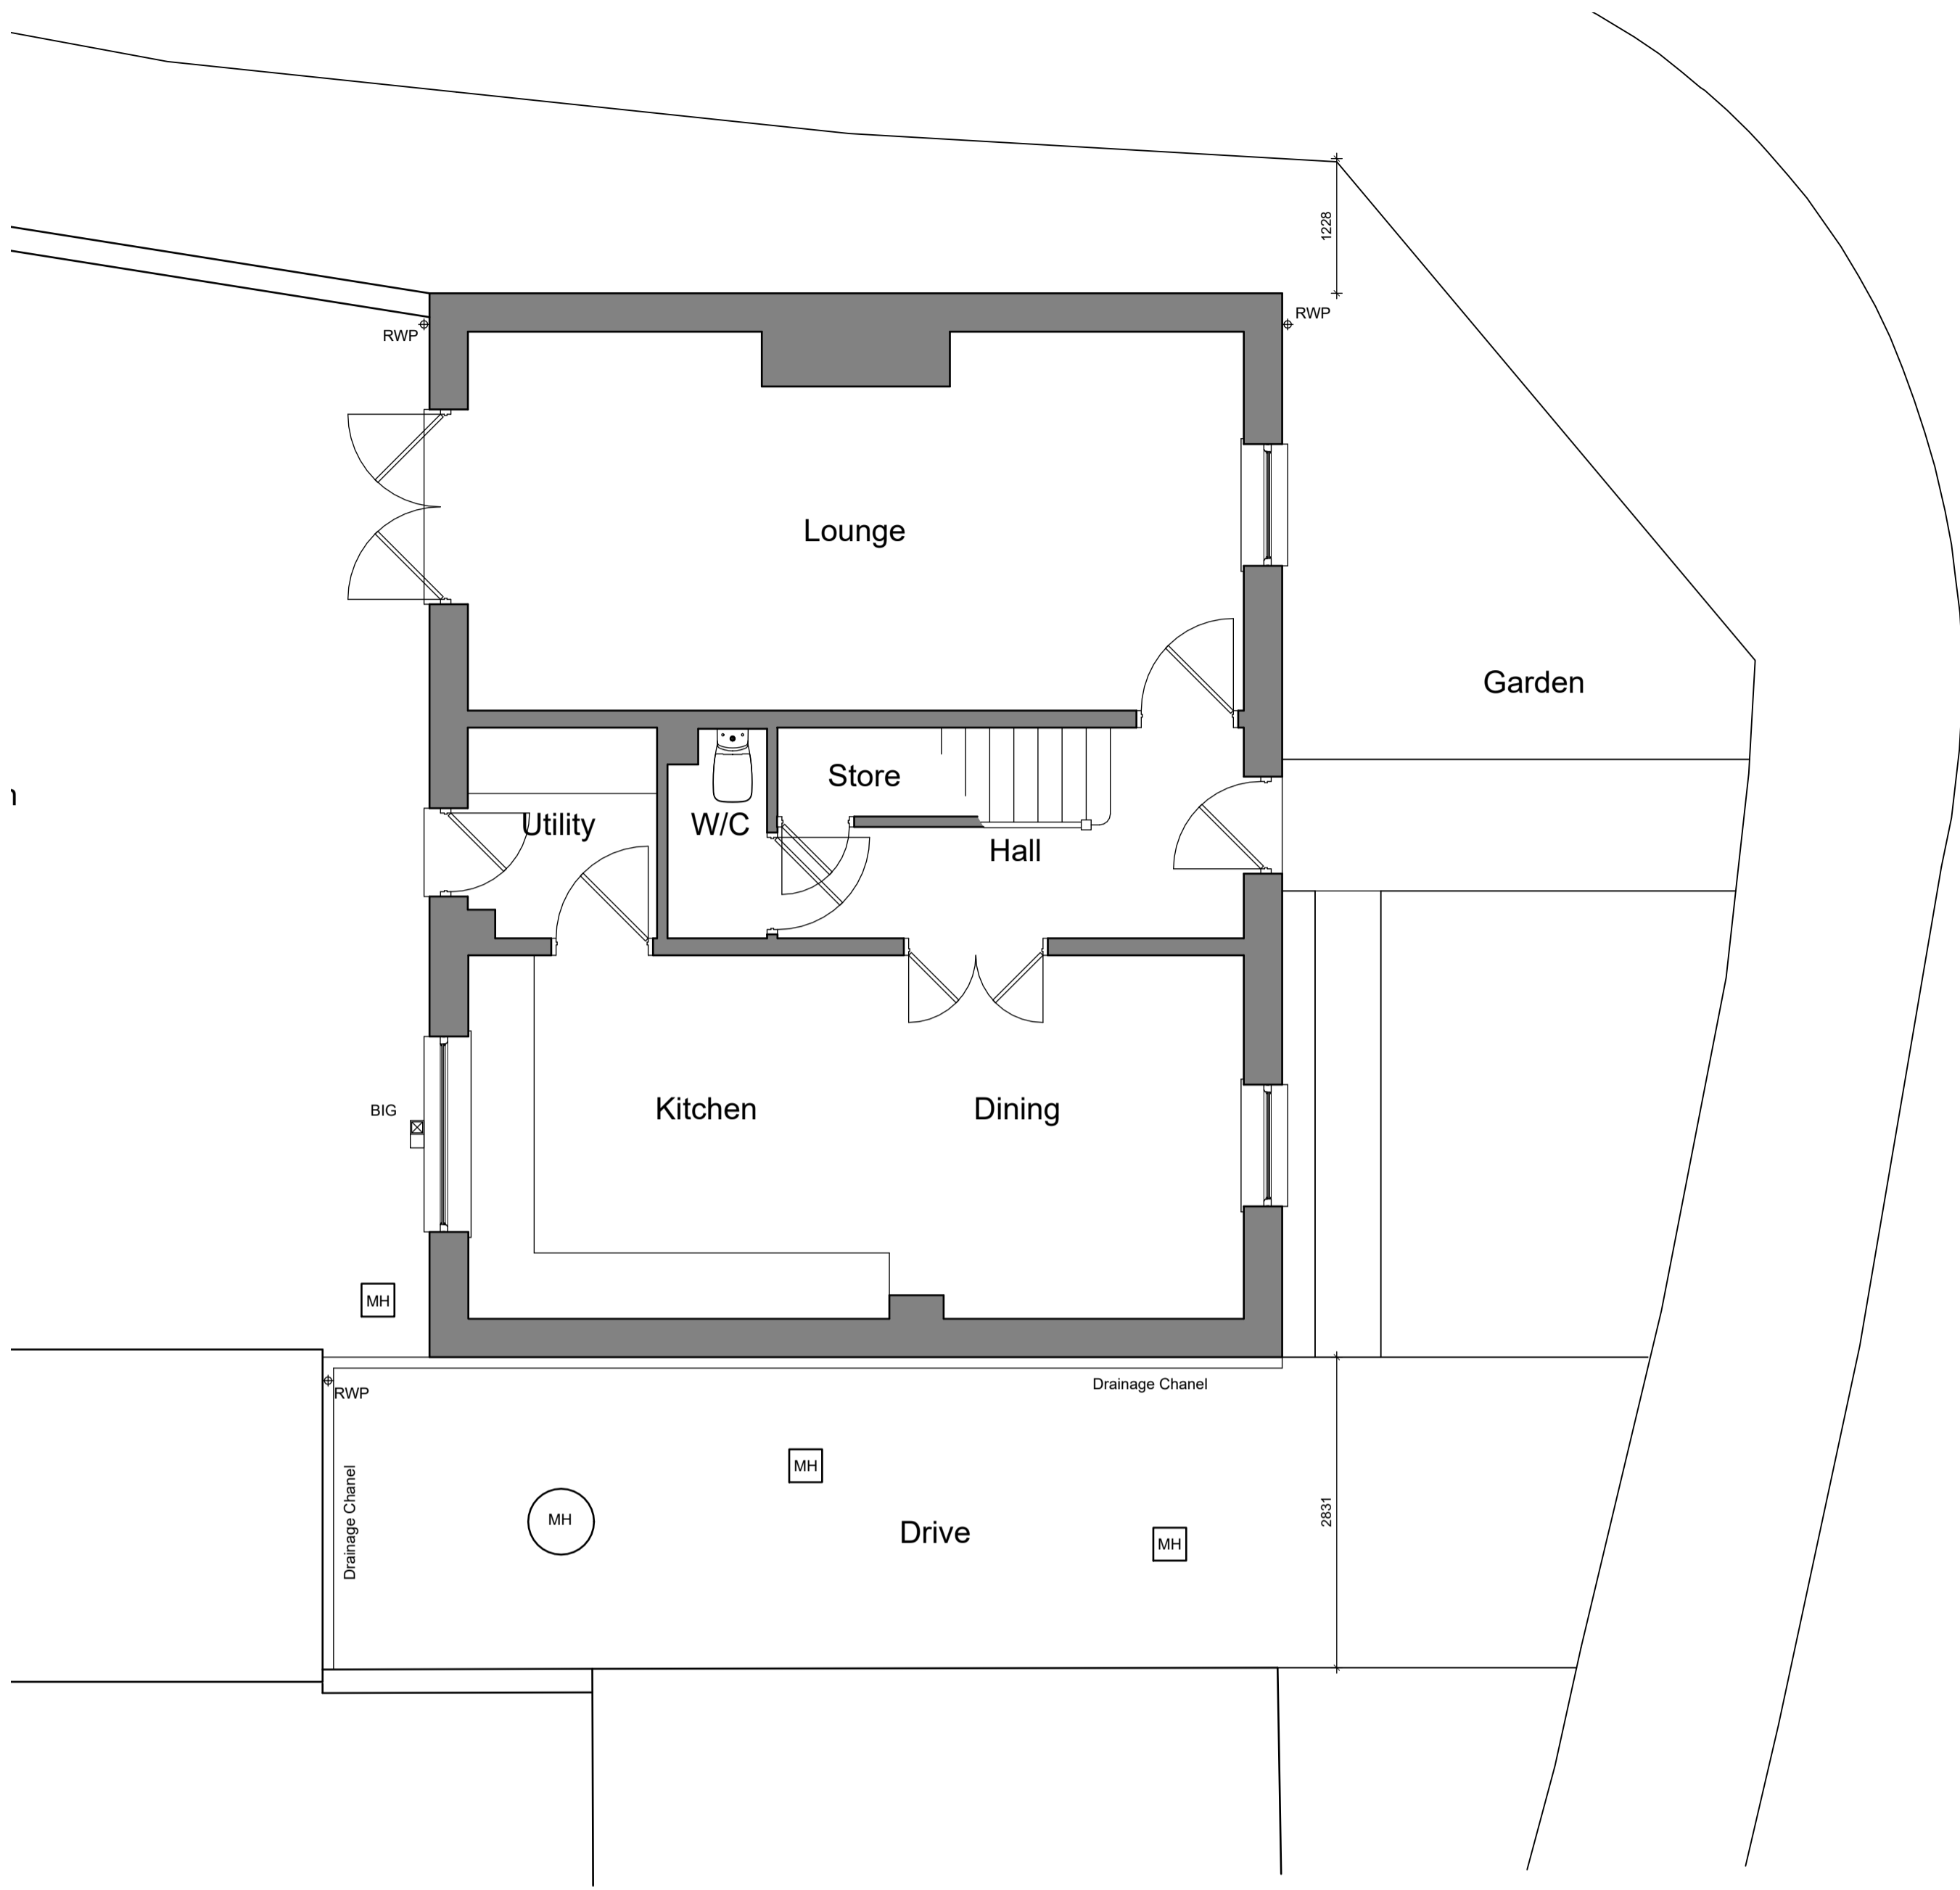 1228
RWP
RWP
Lounge
Garden
Store
n
Utility
W/C
Hall
Kitchen
Dining
BIG
MH
Drainage Chanel
RWP
MH
Drainage Chanel
MH
2831
Drive
MH